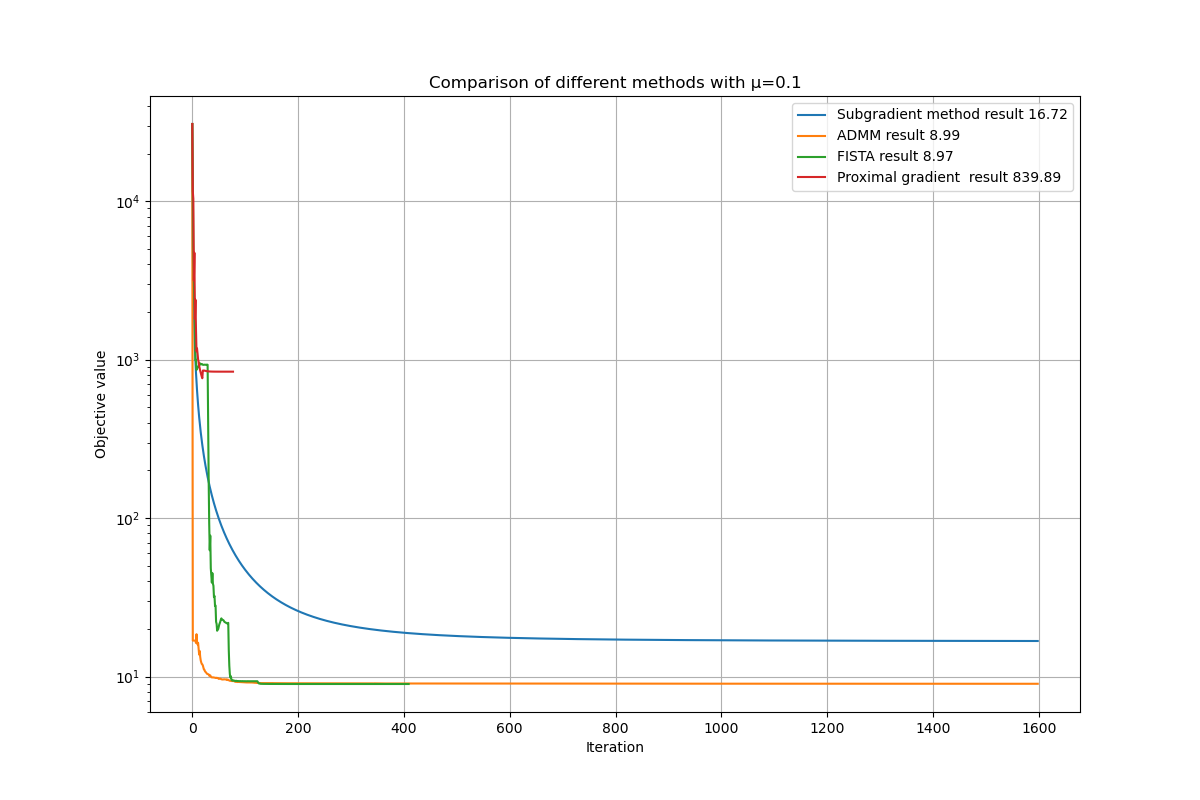 Comparison of different methods with μ=0.1
Subgradient method result 16.72
ADMM result 8.99
FISTA result 8.97
Proximal gradient  result 839.89
Objective value
10⁴
10³
10²
10¹
0 200 400 600 800 1000 1200 1400 1600
Iteration